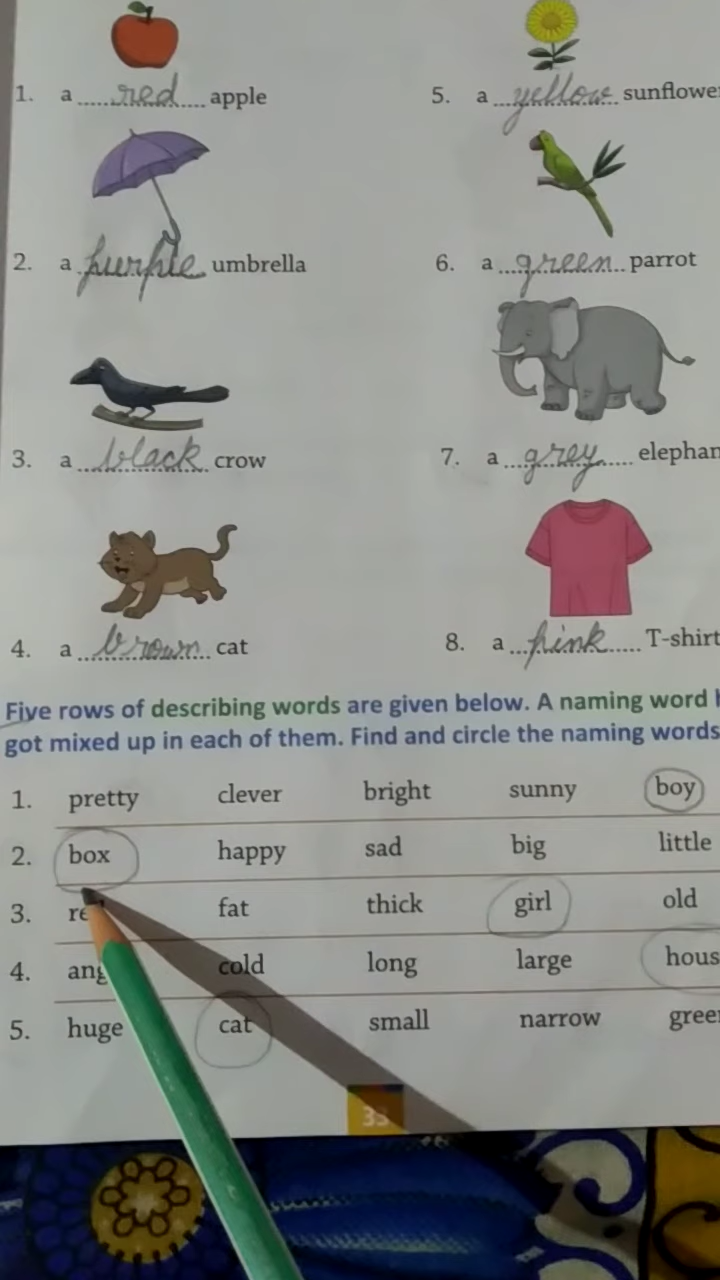 1. a ......red...... apple
5. a ...yellow... sunflowe
2. a .purple. umbrella
6. a ...green... parrot
3. a ...black... crow
7. a ...grey...... elephan
4. a ...brown... cat
8. a ...pink..... T-shirt
Five rows of describing words are given below. A naming word h
got mixed up in each of them. Find and circle the naming words
1. pretty clever bright sunny boy
2. box happy sad big little
3. fat thick girl old
4. cold long large hous
5. huge cat small narrow gree